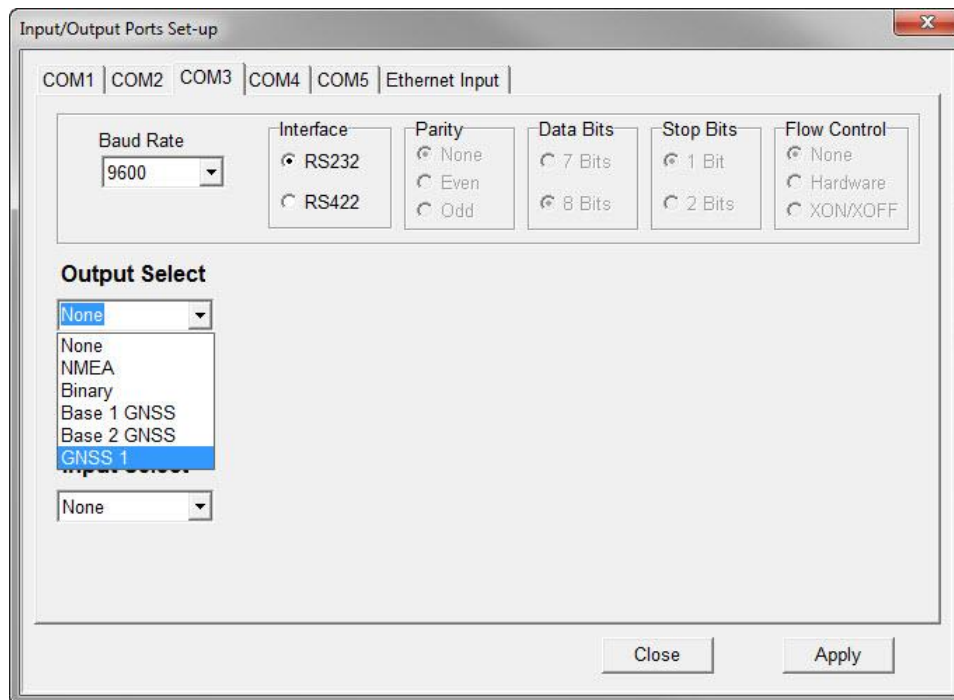 Input/Output Ports Set-up
COM1 COM2 COM3 COM4 COM5 Ethernet Input
Baud Rate
9600
Interface
RS232
RS422
Parity
None
Even
Odd
Data Bits
7 Bits
8 Bits
Stop Bits
1 Bit
2 Bits
Flow Control
None
Hardware
XON/XOFF
Output Select
None
None
NMEA
Binary
Base 1 GNSS
Base 2 GNSS
GNSS 1
Input Select
None
Close Apply